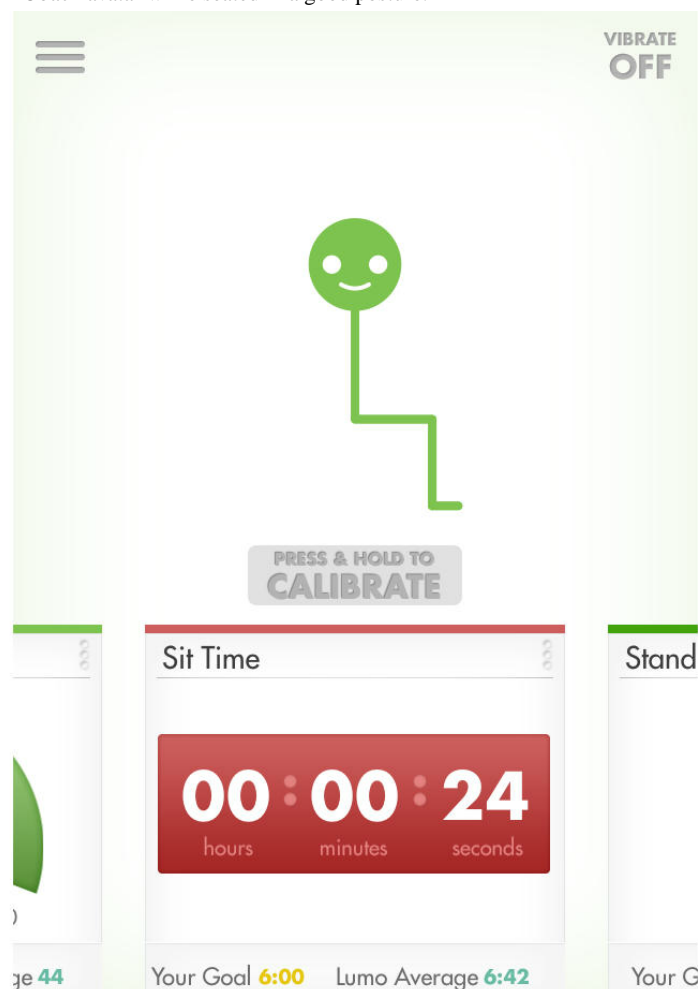 VIBRATE
OFF
PRESS & HOLD TO
CALIBRATE
Sit Time
Stand
00 : 00 : 24
hours minutes seconds
44
Your Goal 6:00 Lumo Average 6:42
Your